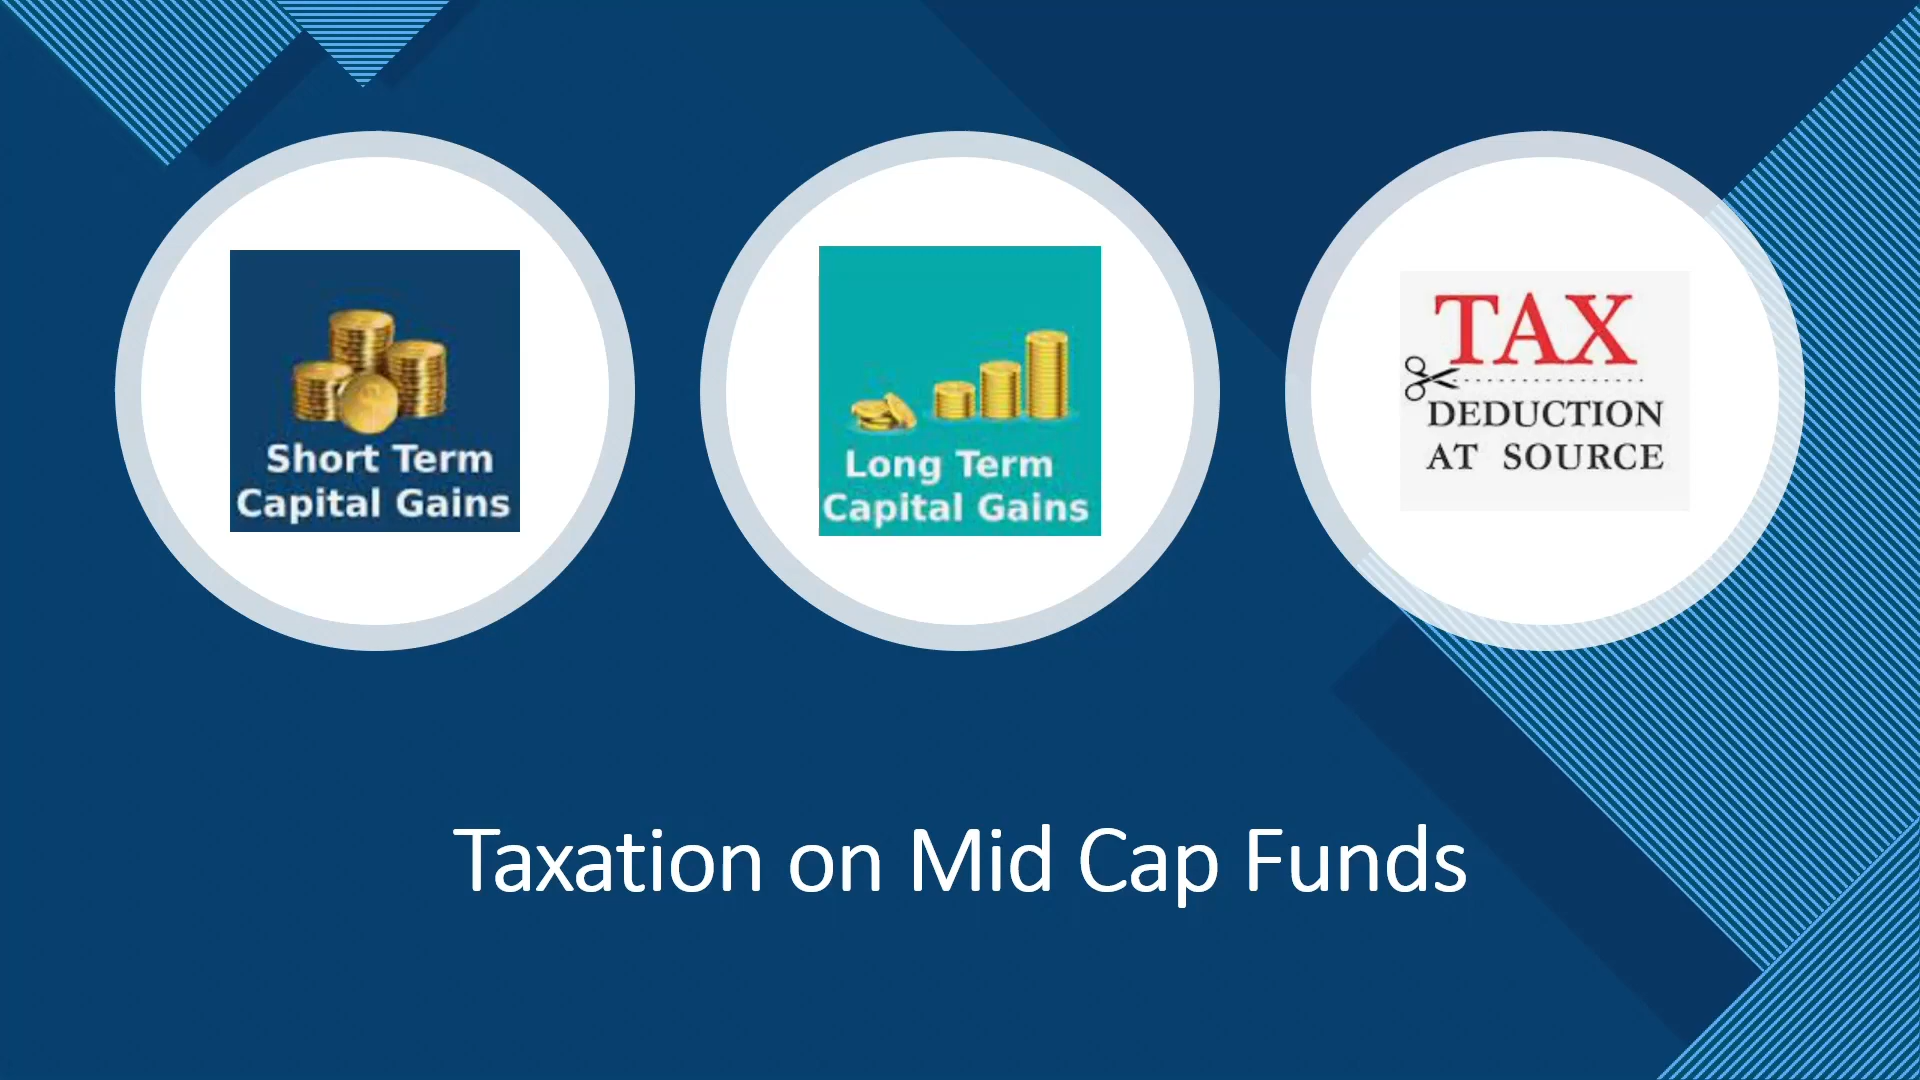 Short Term
Capital Gains
Long Term
Capital Gains
TAX
DEDUCTION
AT SOURCE
Taxation on Mid Cap Funds